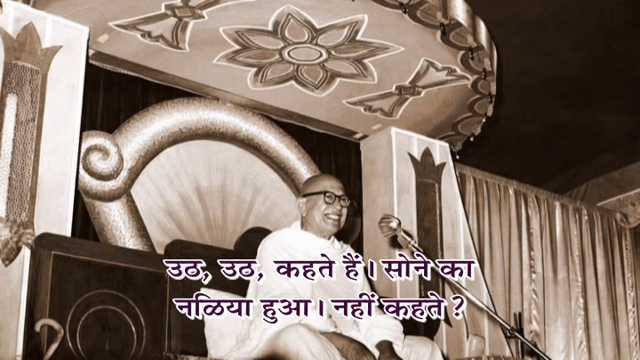 उठ, उठ, कहते हैं। सोने का
नळिया हुआ। नहीं कहते ?